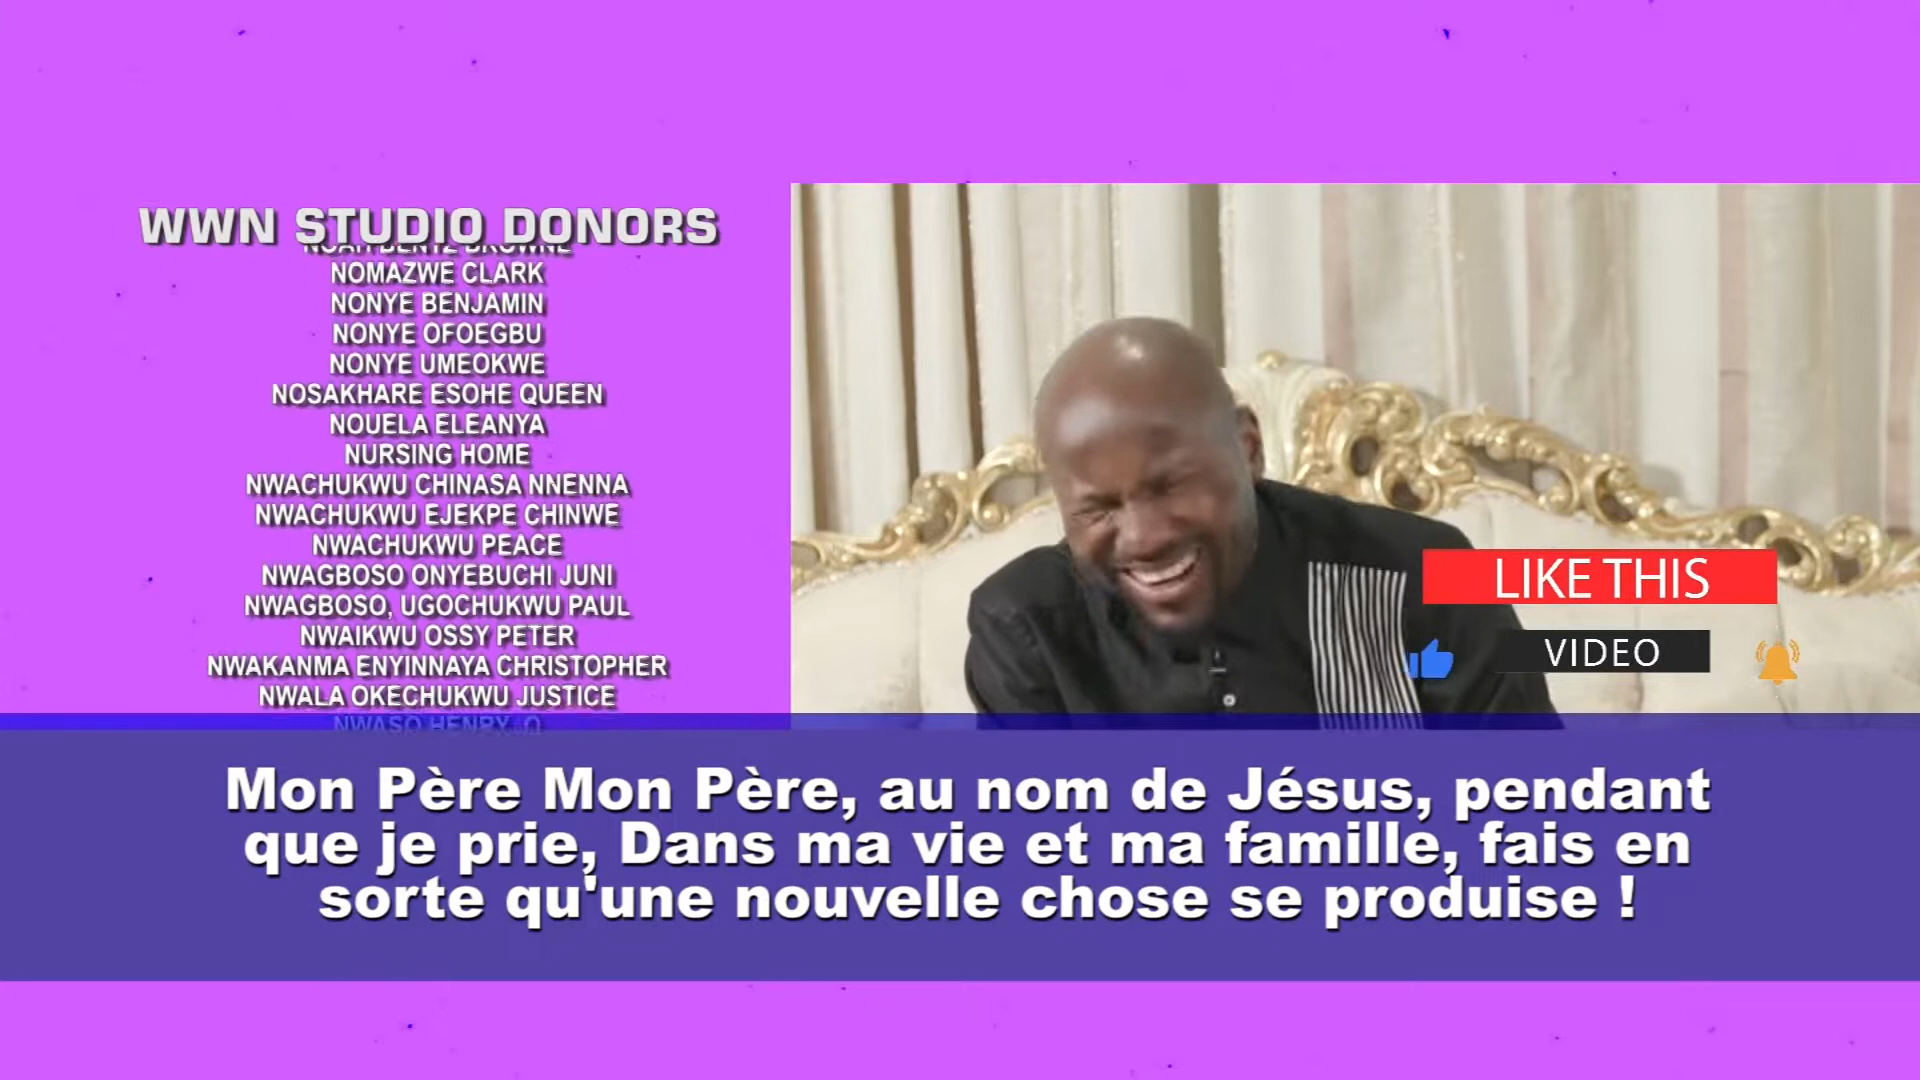 WWN STUDIO DONORS
NOMAZWE CLARK
NONYE BENJAMIN
NONYE OFOEGBU
NONYE UMEOKWE
NOSAKHARE ESOHE QUEEN
NOUELA ELEANYA
NURSING HOME
NWACHUKWU CHINASA NNENNA
NWACHUKWU EJEKPE CHINWE
NWACHUKWU PEACE
NWAGBOSO ONYEBUCHI JUNI
NWAGBOSO, UGOCHUKWU PAUL
NWAIKWU OSSY PETER
NWAKANMA ENYINNAYA CHRISTOPHER
NWALA OKECHUKWU JUSTICE
LIKE THIS
VIDEO
Mon Père Mon Père, au nom de Jésus, pendant
que je prie, Dans ma vie et ma famille, fais en
sorte qu'une nouvelle chose se produise !